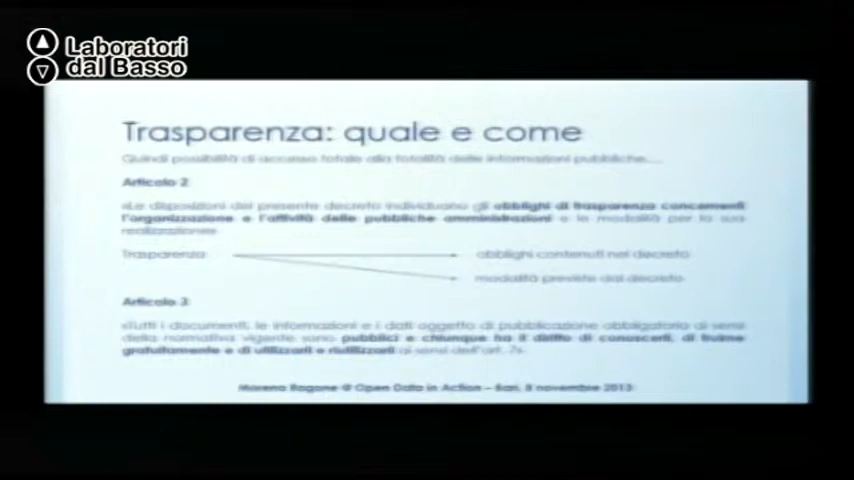 Laboratori
dal Basso
Trasparenza: quale e come
Quindi possibilità di accesso totale alla totalità delle informazioni pubbliche....
Articolo 2
«Le disposizioni del presente decreto individuano gli obblighi di trasparenza concernenti
l'organizzazione e l'attività delle pubbliche amministrazioni e le modalità per la sua
realizzazione»
Trasparenza obblighi contenuti nel decreto
modalità previste dal decreto
Articolo 3
«Tutti i documenti, le informazioni e i dati oggetto di pubblicazione obbligatoria ai sensi
della normativa vigente sono pubblici e chiunque ha il diritto di conoscerli, di fruirne
gratuitamente e di utilizzarli e riutilizzarli ai sensi dell'art. 7»
Morena Ragone @ Open Data in Action – Bari, 8 novembre 2013